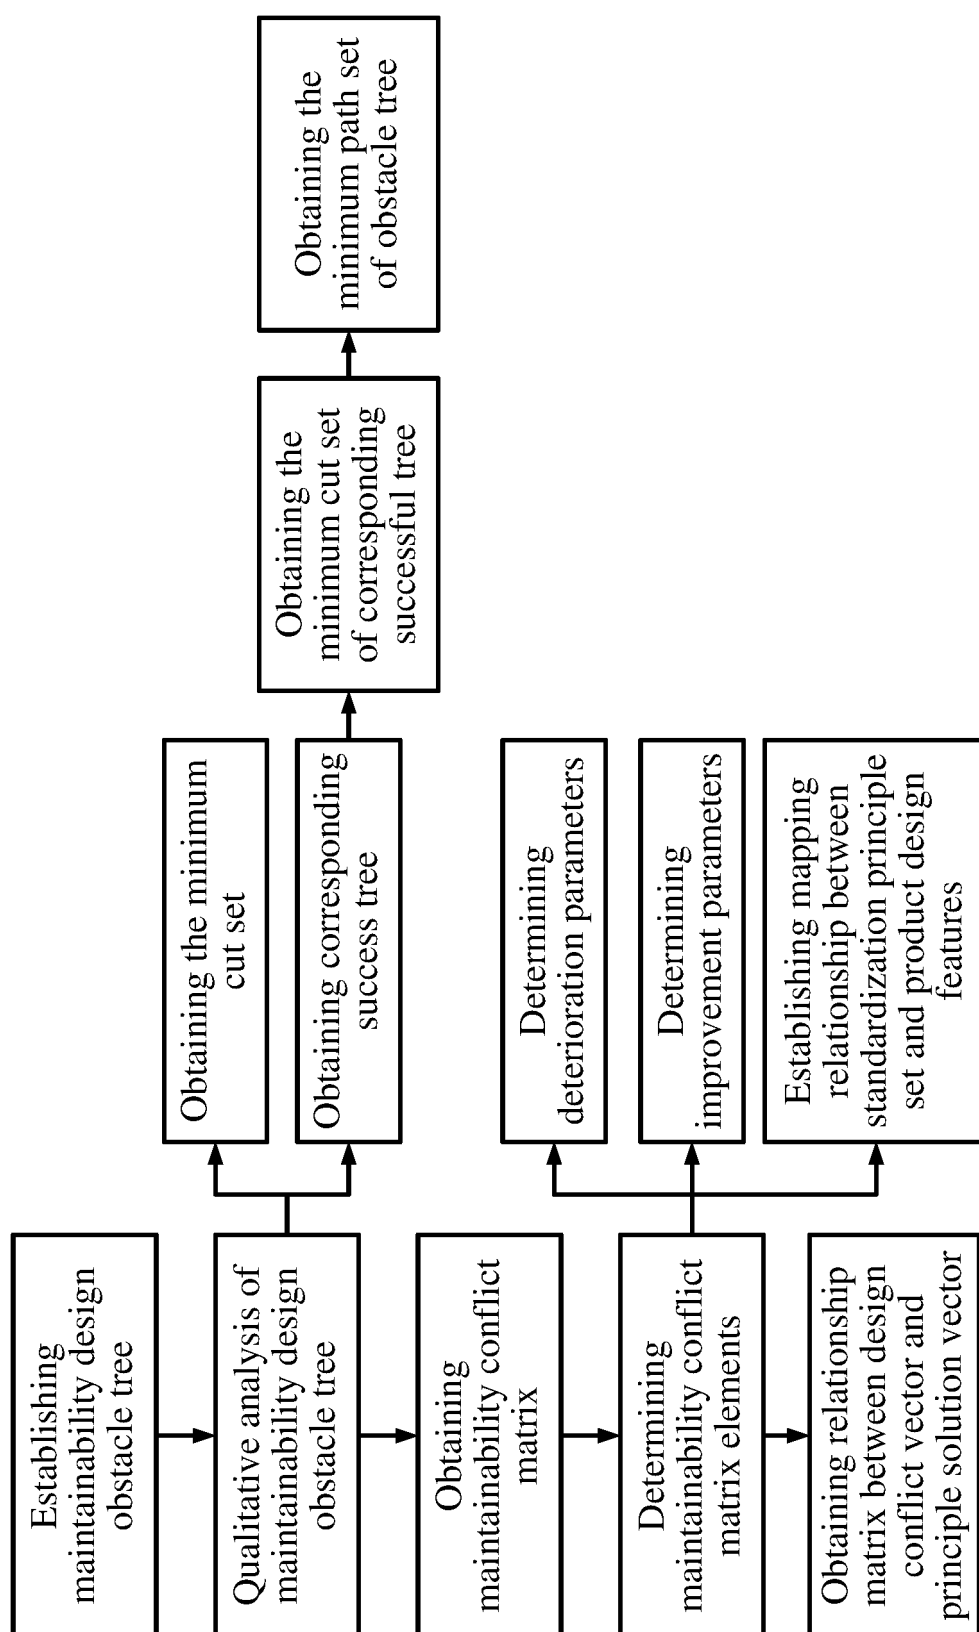 Establishing
maintainability design
obstacle tree
Qualitative analysis of
maintainability design
obstacle tree
Obtaining
maintainability conflict
matrix
Determining
maintainability conflict
matrix elements
Obtaining relationship
matrix between design
conflict vector and
principle solution vector
Obtaining the minimum
cut set
Obtaining corresponding
success tree
Determining
deterioration parameters
Determining
improvement parameters
Establishing mapping
relationship between
standardization principle
set and product design
features
Obtaining the
minimum cut set
of corresponding
successful tree
Obtaining the
minimum path set
of obstacle tree